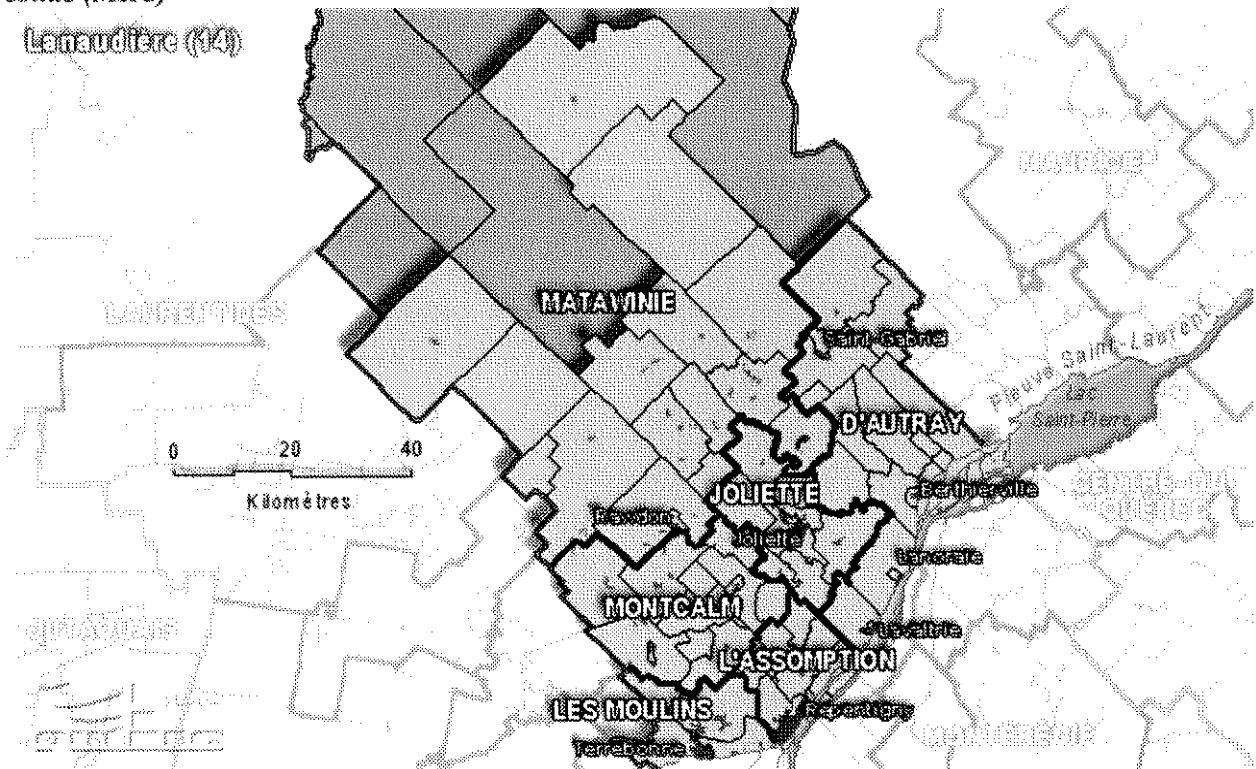 Lanaudière (14)
MAURICIE
LAURENTIDES
MATAWINIE
Saint-Gabriel
Fleuve Saint-Laurent
Lac
Saint-Pierre
D'AUTRAY
0 20 40
Kilomètres
JOLIETTE
Berthierville
CENTRE-DU-
QUÉBEC
Rawdon
Joliette
Lanoraie
MONTCALM
Lavaltrie
L'ASSOMPTION
LES MOULINS
Repentigny
MONTÉRÉGIE
Terrebonne